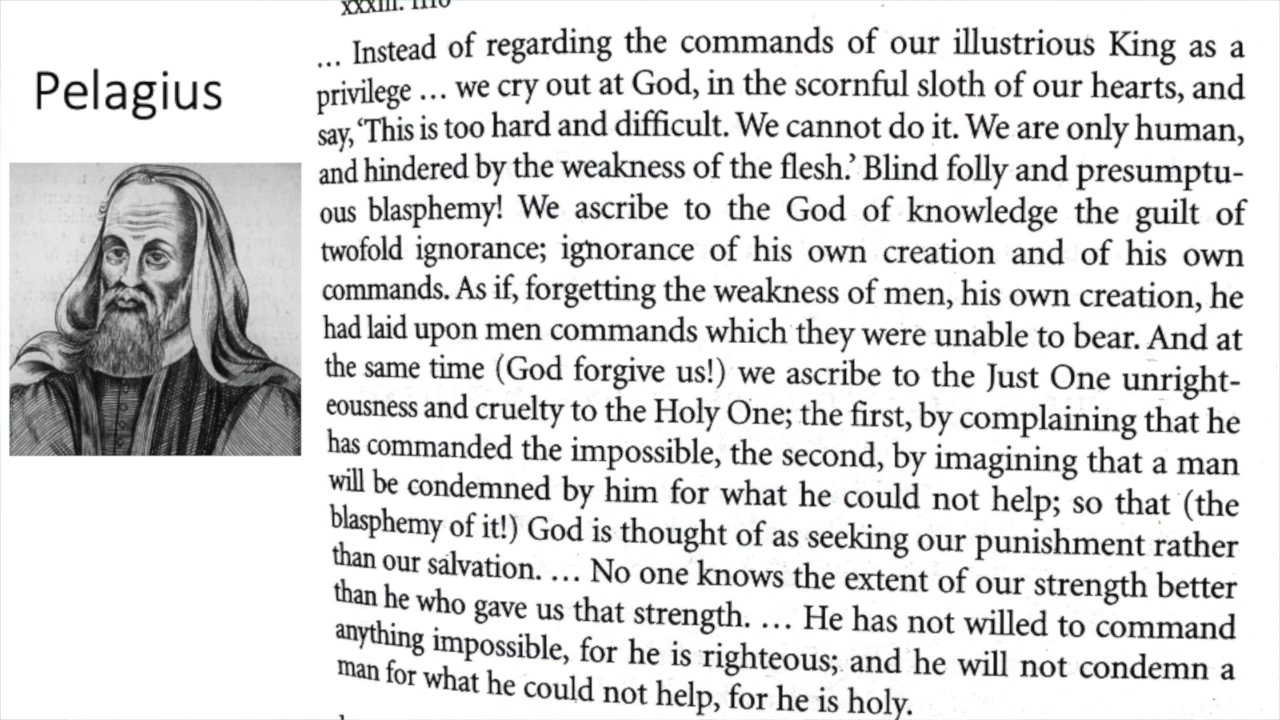 Pelagius
… Instead of regarding the commands of our illustrious King as a
privilege … we cry out at God, in the scornful sloth of our hearts, and
say, ‘This is too hard and difficult. We cannot do it. We are only human,
and hindered by the weakness of the flesh.’ Blind folly and presumptu-
ous blasphemy! We ascribe to the God of knowledge the guilt of
twofold ignorance; ignorance of his own creation and of his own
commands. As if, forgetting the weakness of men, his own creation, he
had laid upon men commands which they were unable to bear. And at
the same time (God forgive us!) we ascribe to the Just One unright-
eousness and cruelty to the Holy One; the first, by complaining that he
has commanded the impossible, the second, by imagining that a man
will be condemned by him for what he could not help; so that (the
blasphemy of it!) God is thought of as seeking our punishment rather
than our salvation. … No one knows the extent of our strength better
than he who gave us that strength. … He has not willed to command
anything impossible, for he is righteous; and he will not condemn a
man for what he could not help, for he is holy.